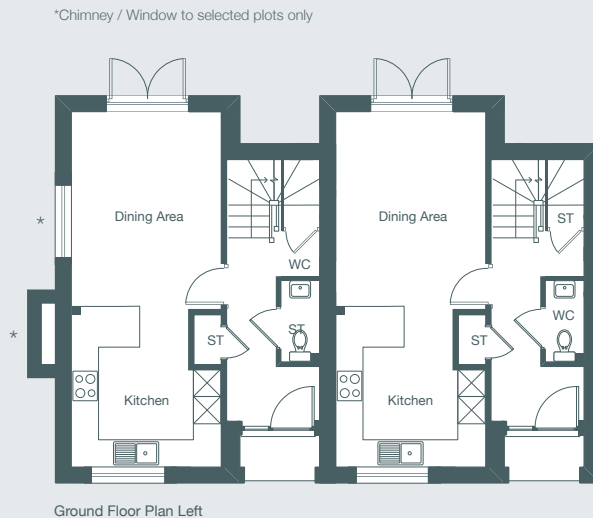 *Chimney / Window to selected plots only
Dining Area
Dining Area
*
ST
WC
ST
WC
*
ST
ST
Kitchen
Kitchen
Ground Floor Plan Left